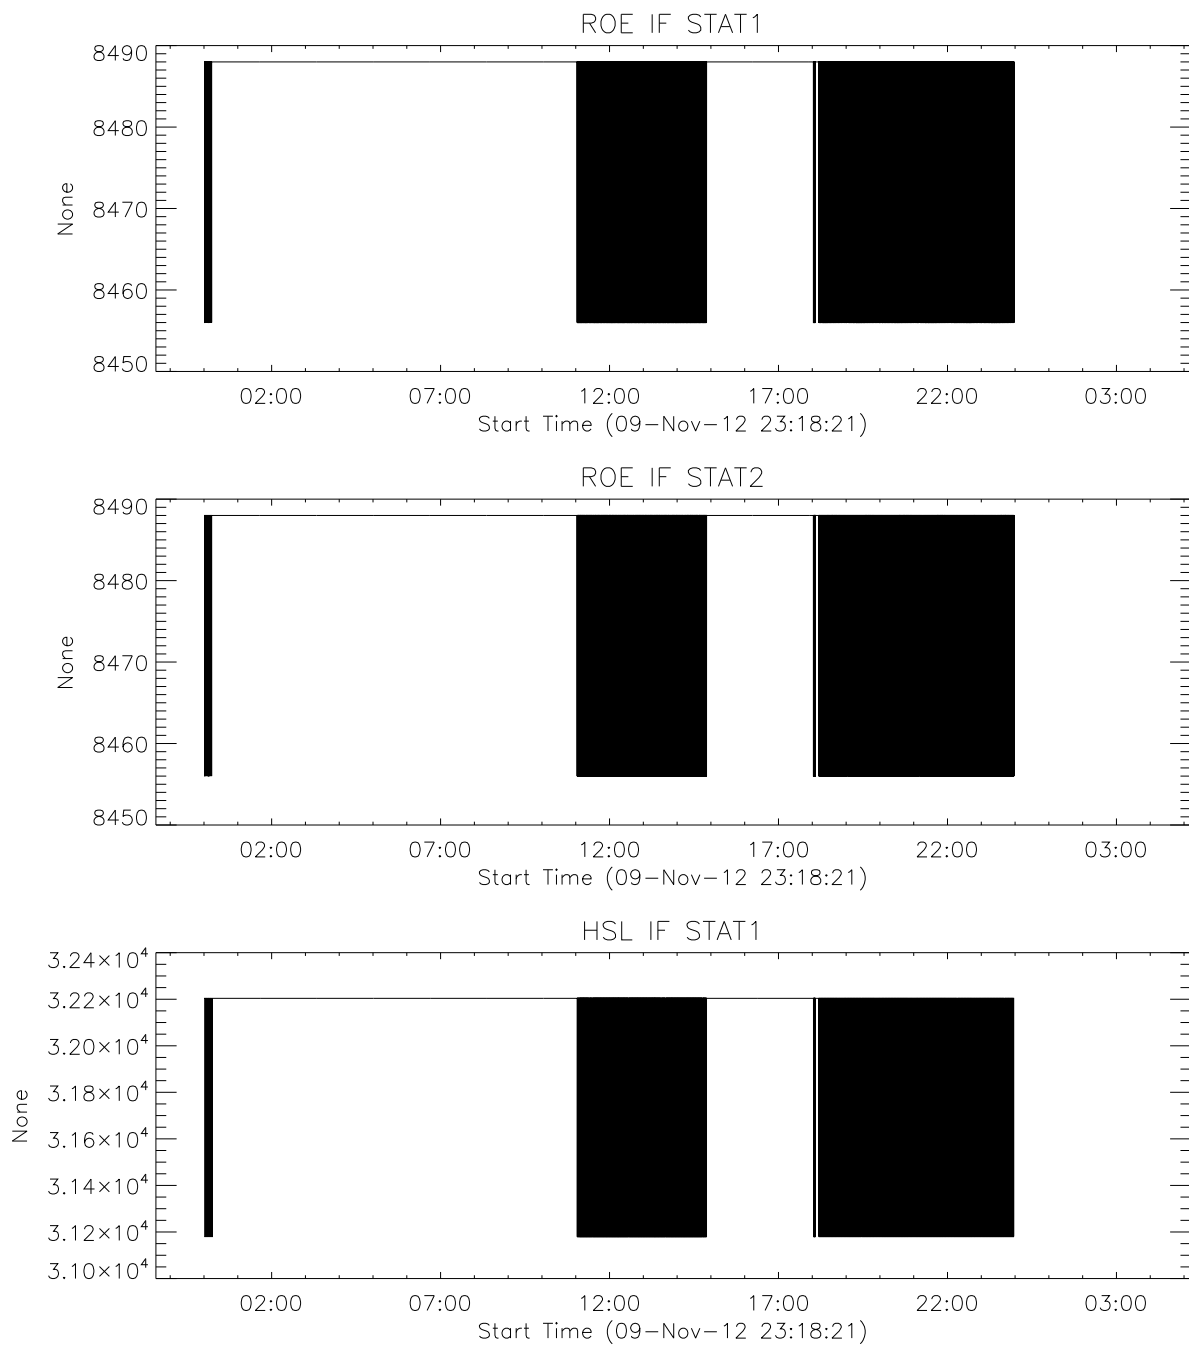 ROE IF STAT1
8490
8480
8470
8460
8450
None
02:00 07:00 12:00 17:00 22:00 03:00
Start Time (09-Nov-12 23:18:21)
ROE IF STAT2
8490
8480
8470
8460
8450
None
02:00 07:00 12:00 17:00 22:00 03:00
Start Time (09-Nov-12 23:18:21)
HSL IF STAT1
3.24×10⁴
3.22×10⁴
3.20×10⁴
3.18×10⁴
3.16×10⁴
3.14×10⁴
3.12×10⁴
3.10×10⁴
None
02:00 07:00 12:00 17:00 22:00 03:00
Start Time (09-Nov-12 23:18:21)